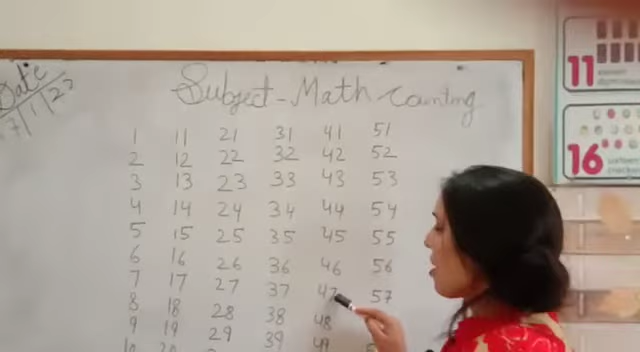 Date
Subject - Math counting
1 11 21 31 41 51
2 12 22 32 42 52
3 13 23 33 43 53
4 14 24 34 44 54
5 15 25 35 45 55
6 16 26 36 46 56
7 17 27 37 47 57
8 18 28 38 48
9 19 29 39 49
11
16